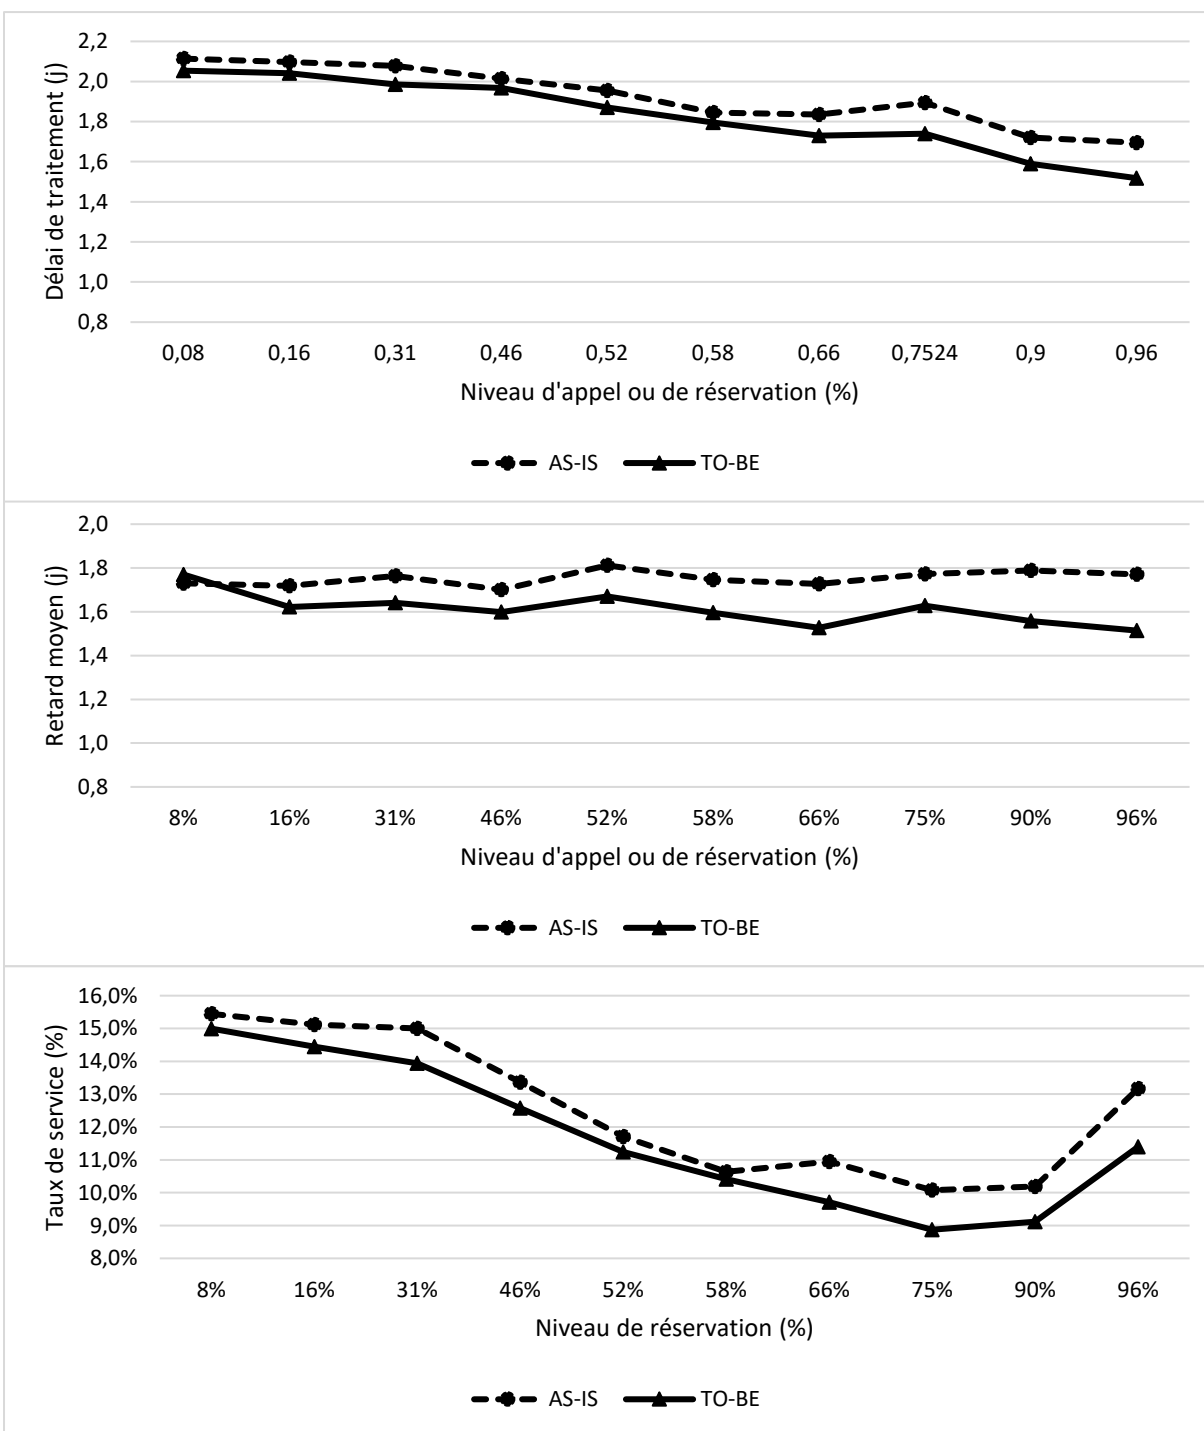 2,2
2,0
1,8
1,6
1,4
1,2
1,0
0,8
Délai de traitement (j)
0,08 0,16 0,31 0,46 0,52 0,58 0,66 0,7524 0,9 0,96
Niveau d'appel ou de réservation (%)
AS-IS TO-BE
2,0
1,8
1,6
1,4
1,2
1,0
0,8
Retard moyen (j)
8% 16% 31% 46% 52% 58% 66% 75% 90% 96%
Niveau d'appel ou de réservation (%)
AS-IS TO-BE
16,0%
15,0%
14,0%
13,0%
12,0%
11,0%
10,0%
9,0%
8,0%
Taux de service (%)
8% 16% 31% 46% 52% 58% 66% 75% 90% 96%
Niveau de réservation (%)
AS-IS TO-BE